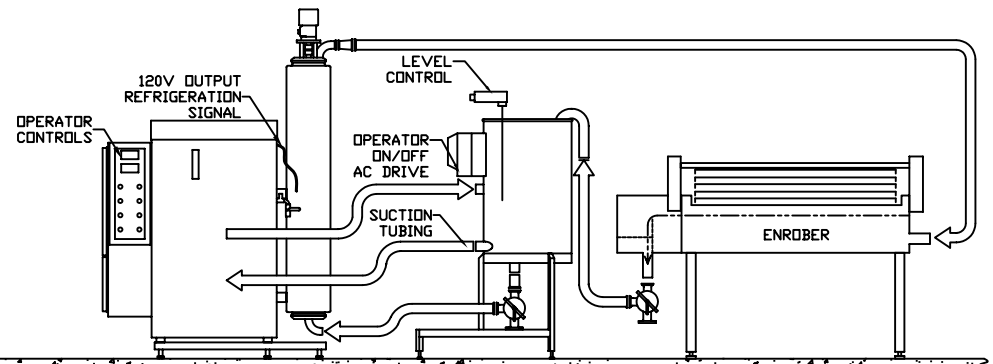 LEVEL
CONTROL
120V OUTPUT
REFRIGERATION
SIGNAL
OPERATOR
CONTROLS
OPERATOR
ON/OFF
AC DRIVE
SUCTION
TUBING
ENROBER